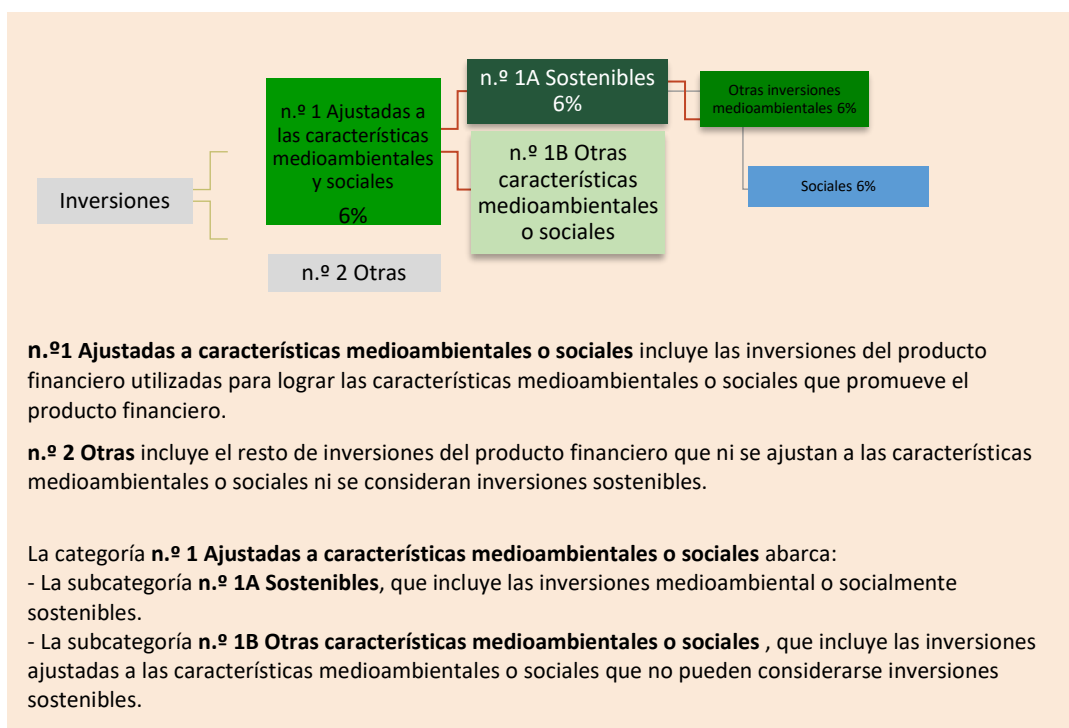 Inversiones
n.º 1 Ajustadas a
las características
medioambientales
y sociales
6%
n.º 2 Otras
n.º 1A Sostenibles
6%
n.º 1B Otras
características
medioambientales
o sociales
Otras inversiones
medioambientales 6%
Sociales 6%
n.º1 Ajustadas a características medioambientales o sociales incluye las inversiones del producto
financiero utilizadas para lograr las características medioambientales o sociales que promueve el
producto financiero.
n.º 2 Otras incluye el resto de inversiones del producto financiero que ni se ajustan a las características
medioambientales o sociales ni se consideran inversiones sostenibles.
La categoría n.º 1 Ajustadas a características medioambientales o sociales abarca:
- La subcategoría n.º 1A Sostenibles, que incluye las inversiones medioambiental o socialmente
sostenibles.
- La subcategoría n.º 1B Otras características medioambientales o sociales , que incluye las inversiones
ajustadas a las características medioambientales o sociales que no pueden considerarse inversiones
sostenibles.